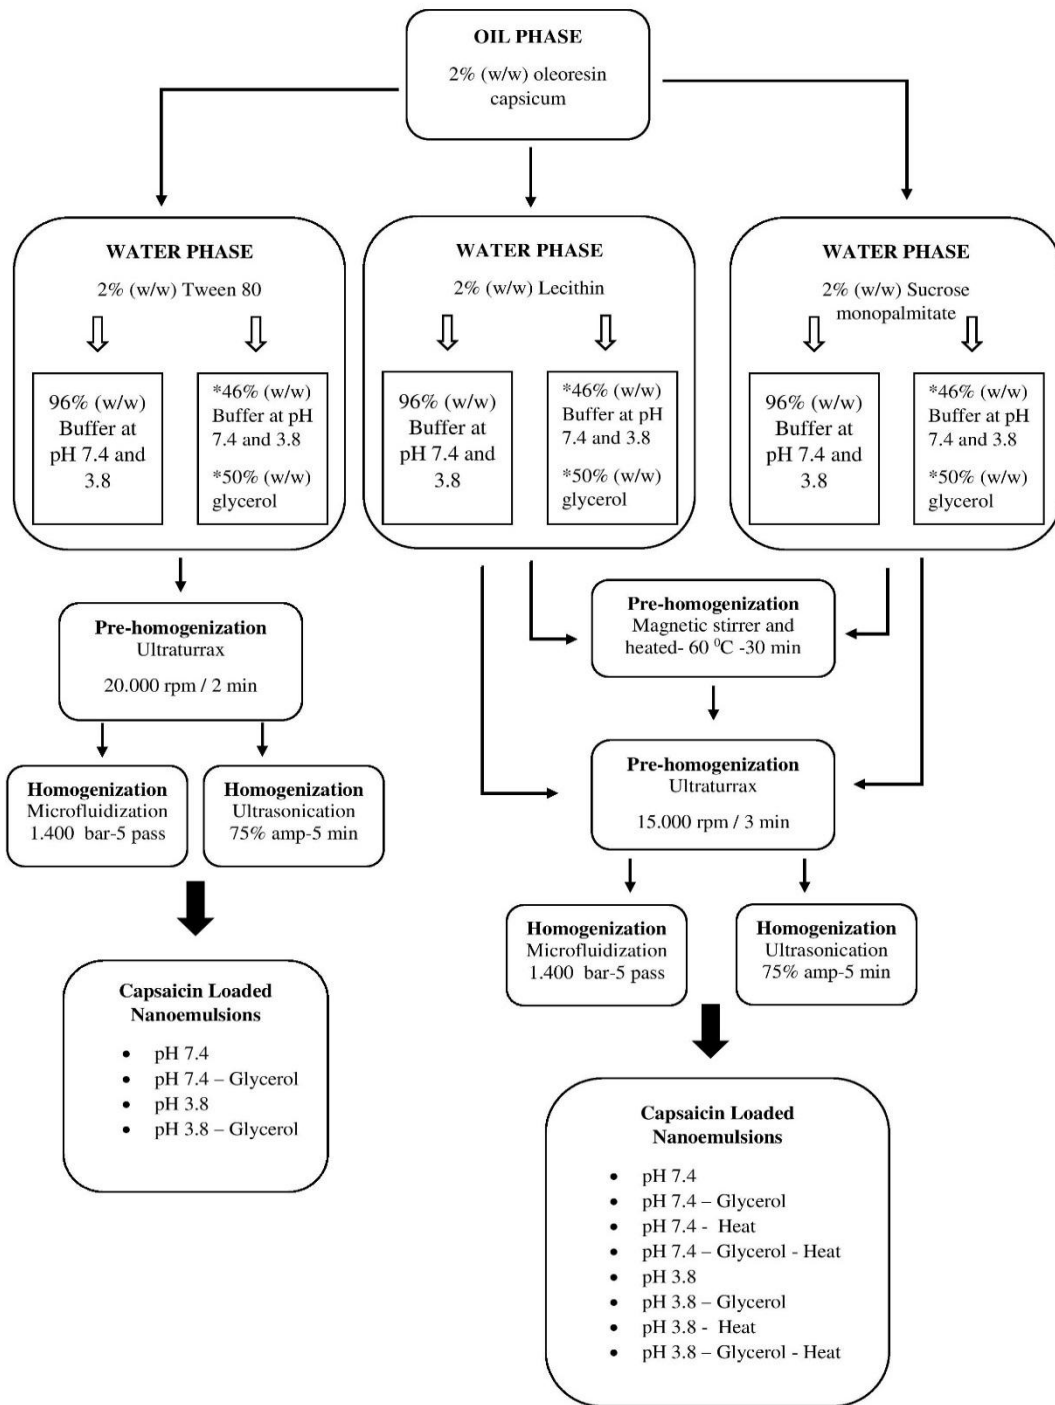 OIL PHASE
2% (w/w) oleoresin
capsicum
WATER PHASE
2% (w/w) Tween 80
96% (w/w)
Buffer at
pH 7.4 and
3.8
*46% (w/w)
Buffer at pH
7.4 and 3.8
*50% (w/w)
glycerol
WATER PHASE
2% (w/w) Lecithin
96% (w/w)
Buffer at
pH 7.4 and
3.8
*46% (w/w)
Buffer at pH
7.4 and 3.8
*50% (w/w)
glycerol
WATER PHASE
2% (w/w) Sucrose
monopalmitate
96% (w/w)
Buffer at
pH 7.4 and
3.8
*46% (w/w)
Buffer at pH
7.4 and 3.8
*50% (w/w)
glycerol
Pre-homogenization
Ultraturrax
20.000 rpm / 2 min
Homogenization
Microfluidization
1.400 bar-5 pass
Homogenization
Ultrasonication
75% amp-5 min
Capsaicin Loaded
Nanoemulsions
• pH 7.4
• pH 7.4 – Glycerol
• pH 3.8
• pH 3.8 – Glycerol
Pre-homogenization
Magnetic stirrer and
heated- 60 ⁰C -30 min
Pre-homogenization
Ultraturrax
15.000 rpm / 3 min
Homogenization
Microfluidization
1.400 bar-5 pass
Homogenization
Ultrasonication
75% amp-5 min
Capsaicin Loaded
Nanoemulsions
• pH 7.4
• pH 7.4 – Glycerol
• pH 7.4 - Heat
• pH 7.4 – Glycerol - Heat
• pH 3.8
• pH 3.8 – Glycerol
• pH 3.8 - Heat
• pH 3.8 – Glycerol - Heat